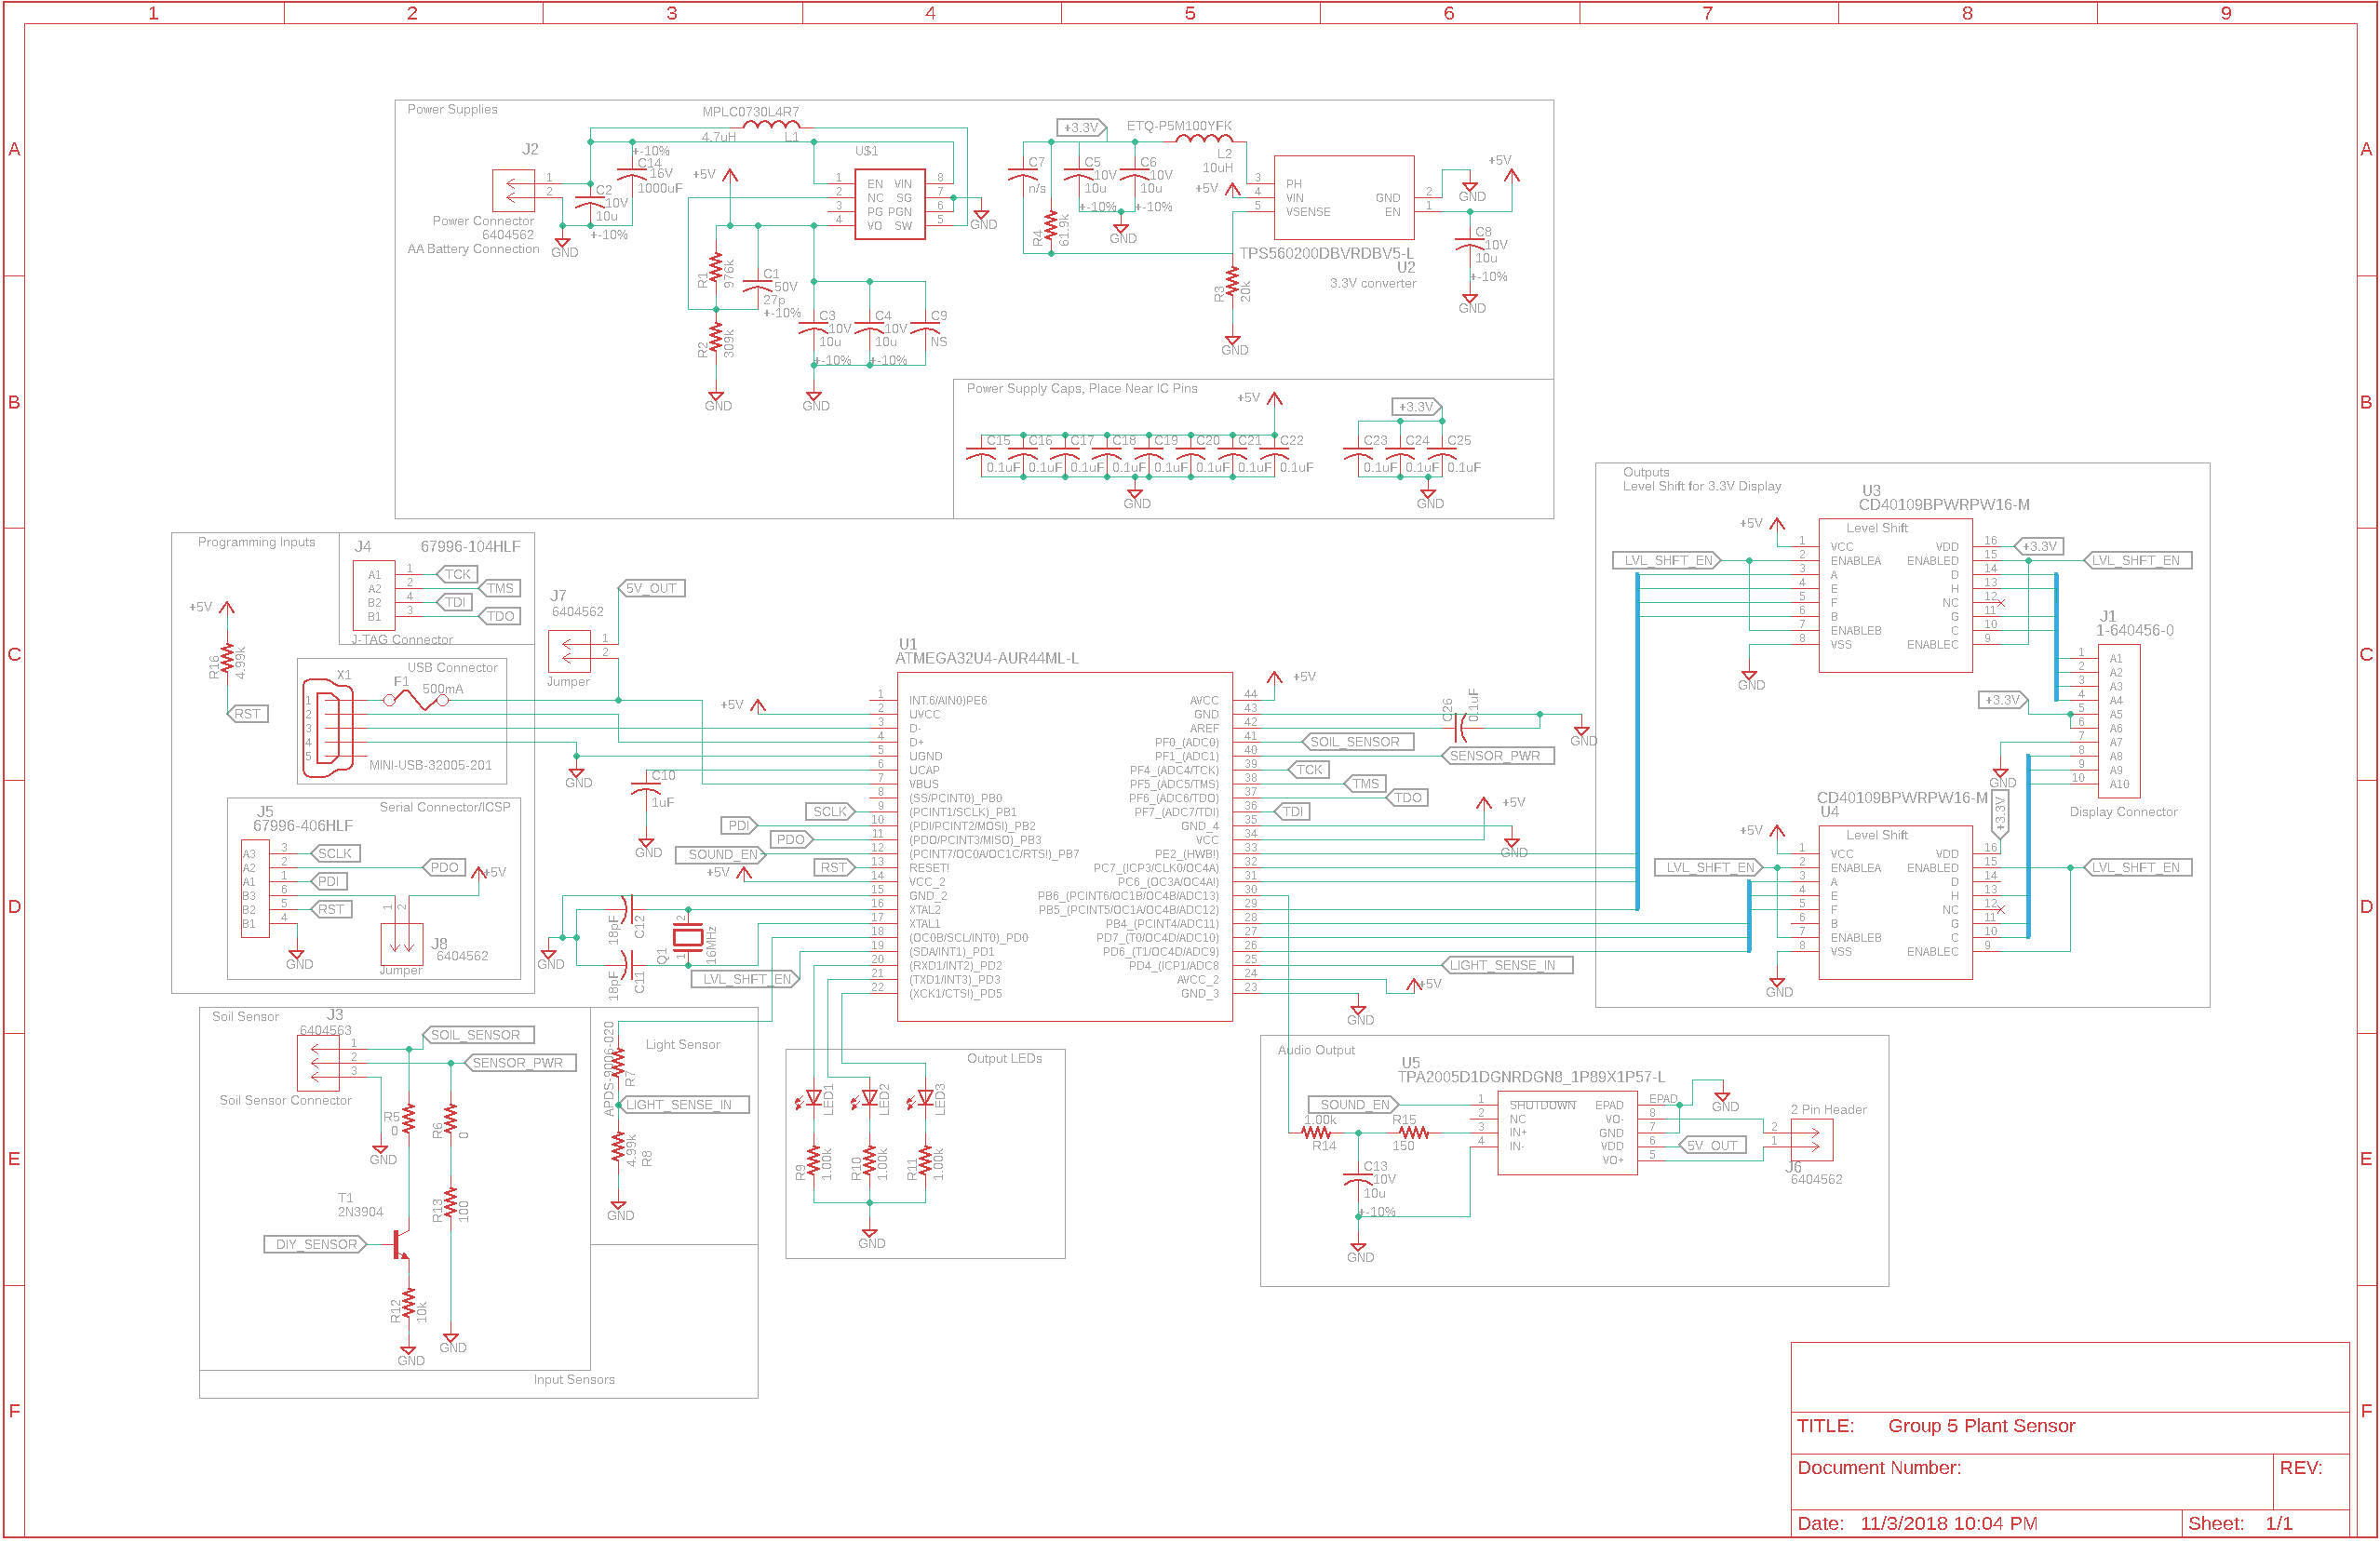 1 2 3 4 5 6 7 8 9
A
B
C
D
E
F
A
B
C
D
E
F
Power Supplies
J2
1
2
Power Connector
6404562
AA Battery Connection
GND
C2
10V
10u
+-10%
+-10%
C14
16V
1000uF
MPLC0730L4R7
4.7uH
L1
+5V
U$1
1 EN VIN 8
2 NC SG 7
3 PG PGN 6
4 VO SW 5
GND
R1
976k
C1
50V
27p
+-10%
R2
309k
GND
C3
10V
10u
+-10%
C4
10V
10u
+-10%
C9
NS
GND
+3.3V
ETQ-P5M100YFK
L2
10uH
C7
n/s
R4
61.9k
C5
10V
10u
+-10%
C6
10V
10u
+-10%
GND
+5V
3 PH
4 VIN
5 VSENSE
GND 2
EN 1
GND
+5V
TPS560200DBVRDBV5-L
U2
3.3V converter
R3
20k
GND
C8
10V
10u
+-10%
GND
Power Supply Caps, Place Near IC Pins
+5V
C15 C16 C17 C18 C19 C20 C21 C22
0.1uF 0.1uF 0.1uF 0.1uF 0.1uF 0.1uF 0.1uF 0.1uF
GND
+3.3V
C23 C24 C25
0.1uF 0.1uF 0.1uF
GND
Programming Inputs
J4
67996-104HLF
A1 1 TCK
A2 2 TMS
B2 4 TDI
B1 3 TDO
J-TAG Connector
+5V
R16
4.99k
RST
USB Connector
X1
F1
500mA
1
2
3
4
5
MINI-USB-32005-201
GND
J7
6404562
1
2
Jumper
5V_OUT
Serial Connector/ICSP
J5
67996-406HLF
A3 3 SCLK
A2 2 PDO
A1 1 PDI
B3 6
B2 5 RST
B1 4
+5V
GND
1
2
J8
6404562
Jumper
C10
1uF
GND
+5V
SCLK
PDI
PDO
SOUND_EN
RST
+5V
18pF
C12
18pF
C11
GND
Q1
2
1
16MHz
LVL_SHFT_EN
U1
ATMEGA32U4-AUR44ML-L
1 INT.6/AIN0)PE6
2 UVCC
3 D-
4 D+
5 UGND
6 UCAP
7 VBUS
8 (SS/PCINT0)_PB0
9 (PCINT1/SCLK)_PB1
10 (PDI/PCINT2/MOSI)_PB2
11 (PDO/PCINT3/MISO)_PB3
12 (PCINT7/OC0A/OC1C/RTS!)_PB7
13 RESET!
14 VCC_2
15 GND_2
16 XTAL2
17 XTAL1
18 (OC0B/SCL/INT0)_PD0
19 (SDA/INT1)_PD1
20 (RXD1/INT2)_PD2
21 (TXD1/INT3)_PD3
22 (XCK1/CTS!)_PD5
AVCC 44
GND 43
AREF 42
PF0_(ADC0) 41
PF1_(ADC1) 40
PF4_(ADC4/TCK) 39
PF5_(ADC5/TMS) 38
PF6_(ADC6/TDO) 37
PF7_(ADC7/TDI) 36
GND_4 35
VCC 34
PE2_(HWB!) 33
PC7_(ICP3/CLK0/OC4A) 32
PC6_(OC3A/OC4A!) 31
PB6_(PCINT6/OC1B/OC4B/ADC13) 30
PB5_(PCINT5/OC1A/OC4B/ADC12) 29
PB4_(PCINT4/ADC11) 28
PD7_(T0/OC4D/ADC10) 27
PD6_(T1/OC4D/ADC9) 26
PD4_(ICP1/ADC8 25
AVCC_2 24
GND_3 23
+5V
C26
0.1uF
GND
SOIL_SENSOR
SENSOR_PWR
TCK
TMS
TDO
TDI
+5V
GND
LIGHT_SENSE_IN
+5V
GND
Outputs
Level Shift for 3.3V Display
U3
CD40109BPWRPW16-M
Level Shift
+5V
LVL_SHFT_EN
1 VCC VDD 16
2 ENABLEA ENABLED 15
3 A D 14
4 E H 13
5 F NC 12
6 B G 11
7 ENABLEB C 10
8 VSS ENABLEC 9
GND
+3.3V
LVL_SHFT_EN
J1
1-640456-0
1 A1
2 A2
3 A3
4 A4
5 A5
6 A6
7 A7
8 A8
9 A9
10 A10
+3.3V
GND
Display Connector
CD40109BPWRPW16-M
U4
Level Shift
+3.3V
+5V
LVL_SHFT_EN
1 VCC VDD 16
2 ENABLEA ENABLED 15
3 A D 14
4 E H 13
5 F NC 12
6 B G 11
7 ENABLEB C 10
8 VSS ENABLEC 9
GND
LVL_SHFT_EN
Soil Sensor
J3
6404563
1
2
3
SOIL_SENSOR
SENSOR_PWR
Soil Sensor Connector
R5
0
R6
0
GND
T1
2N3904
DIY_SENSOR
R13
100
R12
10k
GND
GND
Input Sensors
Light Sensor
APDS-9006-020
R7
LIGHT_SENSE_IN
4.99k
R8
GND
Output LEDs
LED1
LED2
LED3
R9
1.00k
R10
1.00k
R11
1.00k
GND
Audio Output
U5
TPA2005D1DGNRDGN8_1P89X1P57-L
SOUND_EN
1.00k
R14
R15
150
C13
10V
10u
+-10%
GND
1 SHUTDOWN EPAD EPAD
2 NC VO- 8
3 IN+ GND 7
4 IN- VDD 6
VO+ 5
GND
5V_OUT
2 Pin Header
2
1
J6
6404562
TITLE: Group 5 Plant Sensor
Document Number:
REV:
Date: 11/3/2018 10:04 PM
Sheet: 1/1